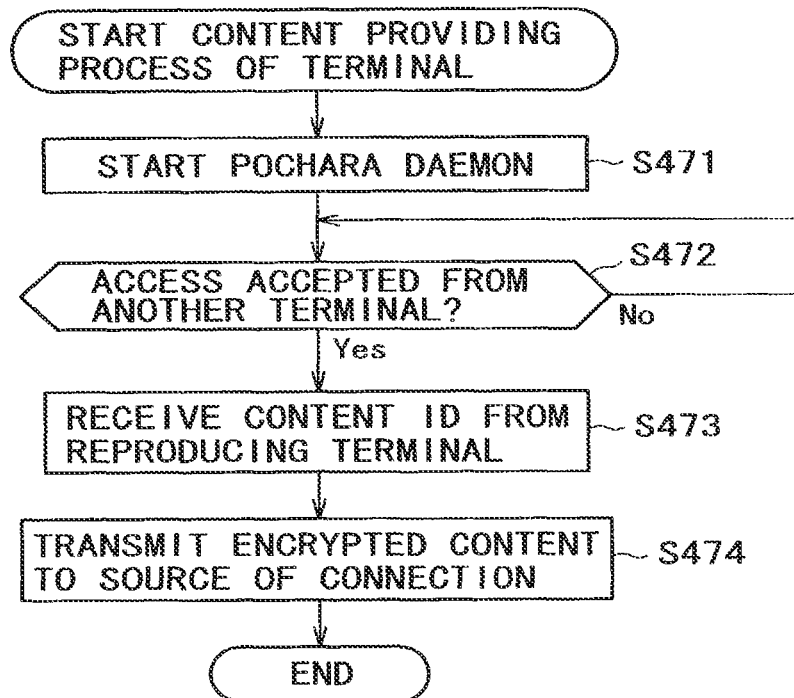 START CONTENT PROVIDING
PROCESS OF TERMINAL
START POCHARA DAEMON
S471
ACCESS ACCEPTED FROM
ANOTHER TERMINAL?
S472
No
Yes
RECEIVE CONTENT ID FROM
REPRODUCING TERMINAL
S473
TRANSMIT ENCRYPTED CONTENT
TO SOURCE OF CONNECTION
S474
END